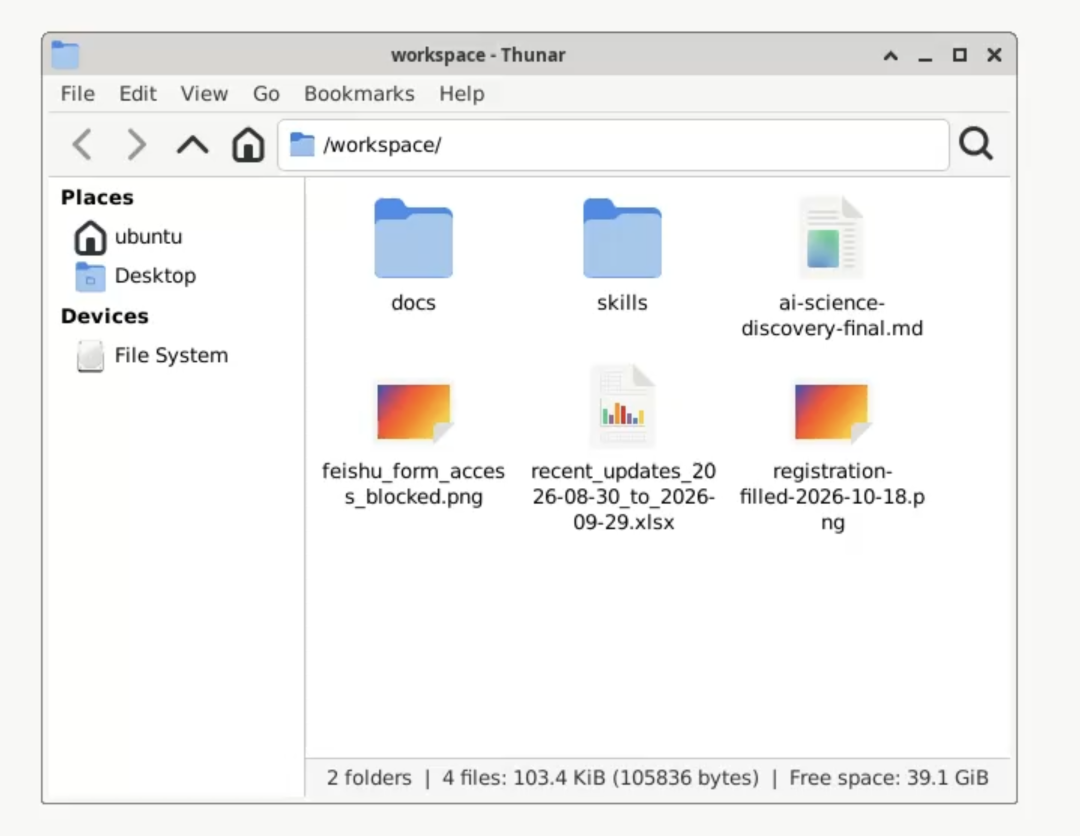 workspace - Thunar
File Edit View Go Bookmarks Help
/workspace/
Places
ubuntu
Desktop
Devices
File System
docs
skills
ai-science-
discovery-final.md
feishu_form_acces
s_blocked.png
recent_updates_20
26-08-30_to_2026-
09-29.xlsx
registration-
filled-2026-10-18.p
ng
2 folders | 4 files: 103.4 KiB (105836 bytes) | Free space: 39.1 GiB